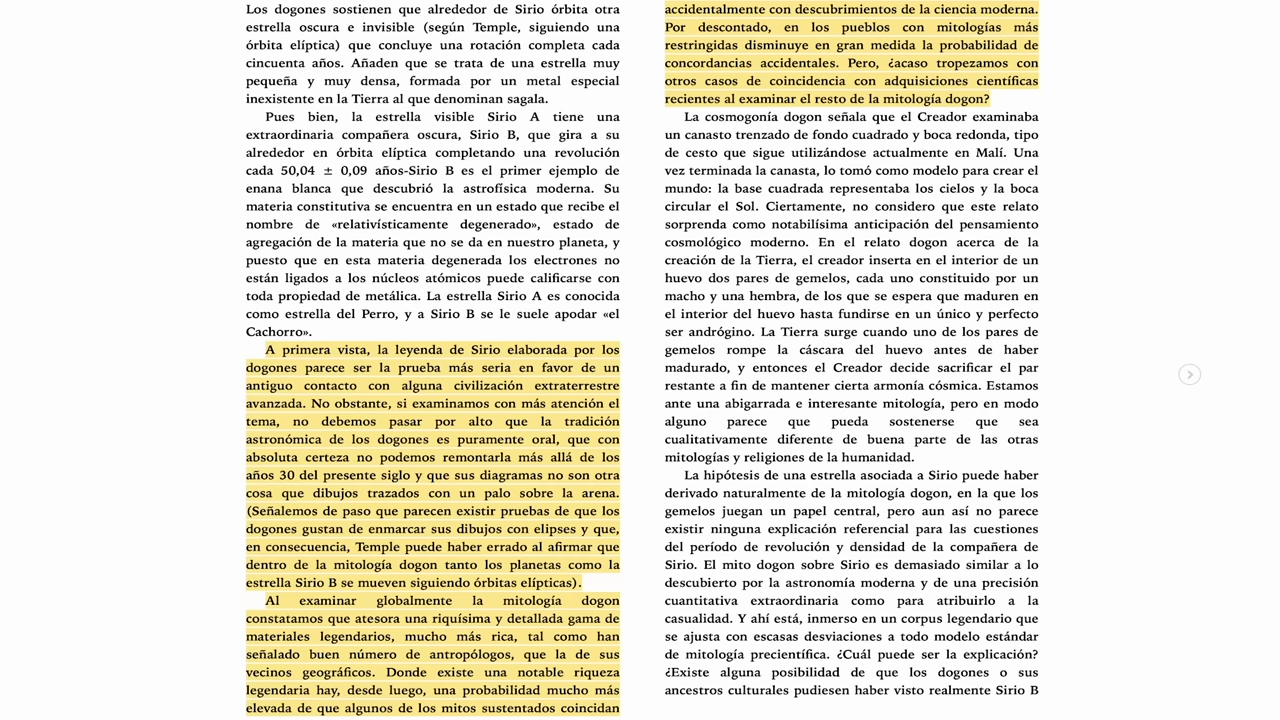 Los dogones sostienen que alrededor de Sirio órbita otra
estrella oscura e invisible (según Temple, siguiendo una
órbita elíptica) que concluye una rotación completa cada
cincuenta años. Añaden que se trata de una estrella muy
pequeña y muy densa, formada por un metal especial
inexistente en la Tierra al que denominan sagala.
Pues bien, la estrella visible Sirio A tiene una
extraordinaria compañera oscura, Sirio B, que gira a su
alrededor en órbita elíptica completando una revolución
cada 50,04 ± 0,09 años-Sirio B es el primer ejemplo de
enana blanca que descubrió la astrofísica moderna. Su
materia constitutiva se encuentra en un estado que recibe el
nombre de «relativísticamente degenerado», estado de
agregación de la materia que no se da en nuestro planeta, y
puesto que en esta materia degenerada los electrones no
están ligados a los núcleos atómicos puede calificarse con
toda propiedad de metálica. La estrella Sirio A es conocida
como estrella del Perro, y a Sirio B se le suele apodar «el
Cachorro».
A primera vista, la leyenda de Sirio elaborada por los
dogones parece ser la prueba más seria en favor de un
antiguo contacto con alguna civilización extraterrestre
avanzada. No obstante, si examinamos con más atención el
tema, no debemos pasar por alto que la tradición
astronómica de los dogones es puramente oral, que con
absoluta certeza no podemos remontarla más allá de los
años 30 del presente siglo y que sus diagramas no son otra
cosa que dibujos trazados con un palo sobre la arena.
(Señalemos de paso que parecen existir pruebas de que los
dogones gustan de enmarcar sus dibujos con elipses y que,
en consecuencia, Temple puede haber errado al afirmar que
dentro de la mitología dogon tanto los planetas como la
estrella Sirio B se mueven siguiendo órbitas elípticas).
Al examinar globalmente la mitología dogon
constatamos que atesora una riquísima y detallada gama de
materiales legendarios, mucho más rica, tal como han
señalado buen número de antropólogos, que la de sus
vecinos geográficos. Donde existe una notable riqueza
legendaria hay, desde luego, una probabilidad mucho más
elevada de que algunos de los mitos sustentados coincidan
accidentalmente con descubrimientos de la ciencia moderna.
Por descontado, en los pueblos con mitologías más
restringidas disminuye en gran medida la probabilidad de
concordancias accidentales. Pero, ¿acaso tropezamos con
otros casos de coincidencia con adquisiciones científicas
recientes al examinar el resto de la mitología dogon?
La cosmogonía dogon señala que el Creador examinaba
un canasto trenzado de fondo cuadrado y boca redonda, tipo
de cesto que sigue utilizándose actualmente en Malí. Una
vez terminada la canasta, lo tomó como modelo para crear el
mundo: la base cuadrada representaba los cielos y la boca
circular el Sol. Ciertamente, no considero que este relato
sorprenda como notabilísima anticipación del pensamiento
cosmológico moderno. En el relato dogon acerca de la
creación de la Tierra, el creador inserta en el interior de un
huevo dos pares de gemelos, cada uno constituido por un
macho y una hembra, de los que se espera que maduren en
el interior del huevo hasta fundirse en un único y perfecto
ser andrógino. La Tierra surge cuando uno de los pares de
gemelos rompe la cáscara del huevo antes de haber
madurado, y entonces el Creador decide sacrificar el par
restante a fin de mantener cierta armonía cósmica. Estamos
ante una abigarrada e interesante mitología, pero en modo
alguno parece que pueda sostenerse que sea
cualitativamente diferente de buena parte de las otras
mitologías y religiones de la humanidad.
La hipótesis de una estrella asociada a Sirio puede haber
derivado naturalmente de la mitología dogon, en la que los
gemelos juegan un papel central, pero aun así no parece
existir ninguna explicación referencial para las cuestiones
del período de revolución y densidad de la compañera de
Sirio. El mito dogon sobre Sirio es demasiado similar a lo
descubierto por la astronomía moderna y de una precisión
cuantitativa extraordinaria como para atribuirlo a la
casualidad. Y ahí está, inmerso en un corpus legendario que
se ajusta con escasas desviaciones a todo modelo estándar
de mitología precientífica. ¿Cuál puede ser la explicación?
¿Existe alguna posibilidad de que los dogones o sus
ancestros culturales pudiesen haber visto realmente Sirio B